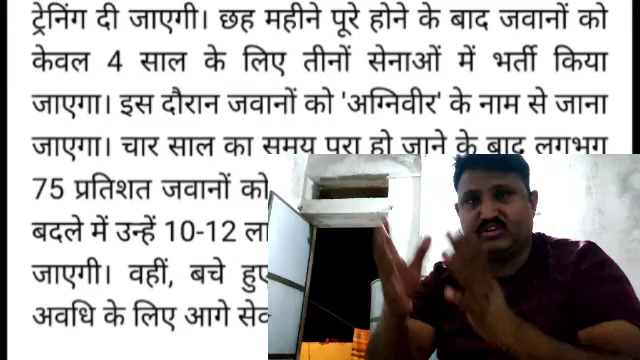 ट्रेनिंग दी जाएगी। छह महीने पूरे होने के बाद जवानों को
केवल 4 साल के लिए तीनों सेनाओं में भर्ती किया
जाएगा। इस दौरान जवानों को 'अग्निवीर' के नाम से जाना
जाएगा। चार साल का समय पूरा हो जाने के बाद लगभग
75 प्रतिशत जवानों को
बदले में उन्हें 10-12
जाएगी। वहीं, बचे
अवधि के लिए आगे